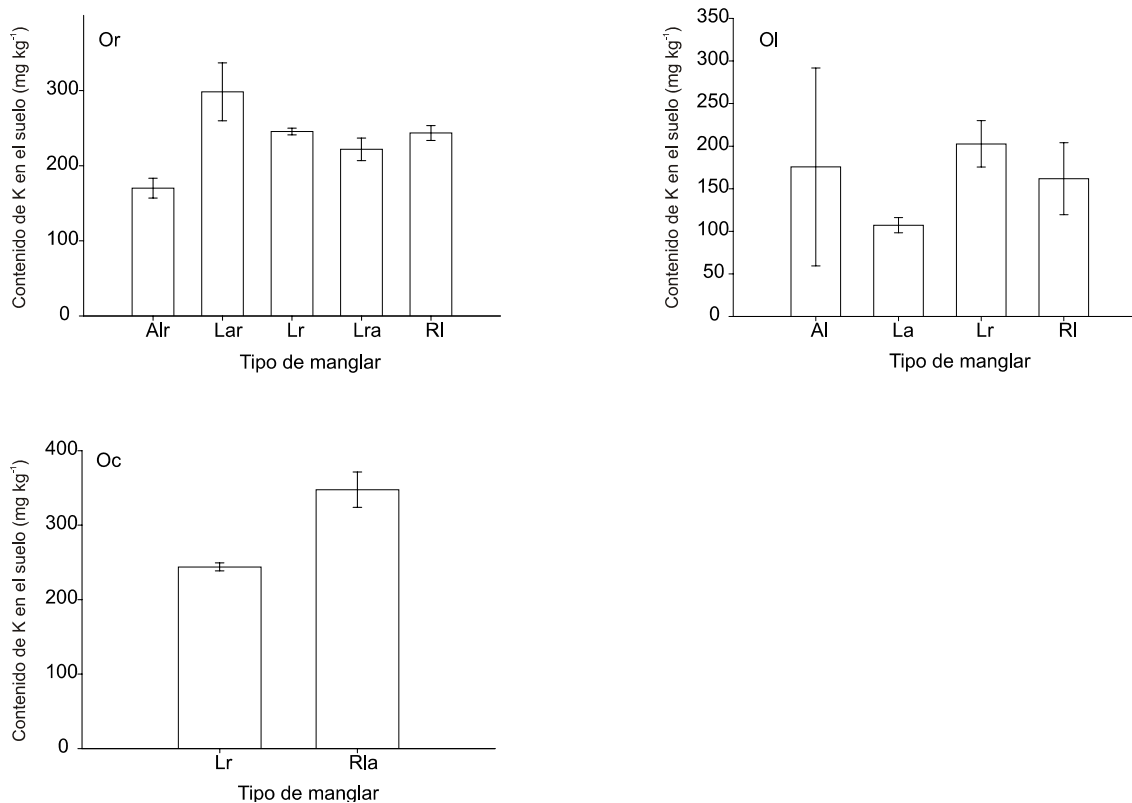 Or
Contenido de K en el suelo (mg kg⁻¹)
300
200
100
0
Alr Lar Lr Lra Rl
Tipo de manglar
Ol
Contenido de K en el suelo (mg kg⁻¹)
350
300
250
200
150
100
50
0
Al La Lr Rl
Tipo de manglar
Oc
Contenido de K en el suelo (mg kg⁻¹)
400
300
200
100
0
Lr Rla
Tipo de manglar